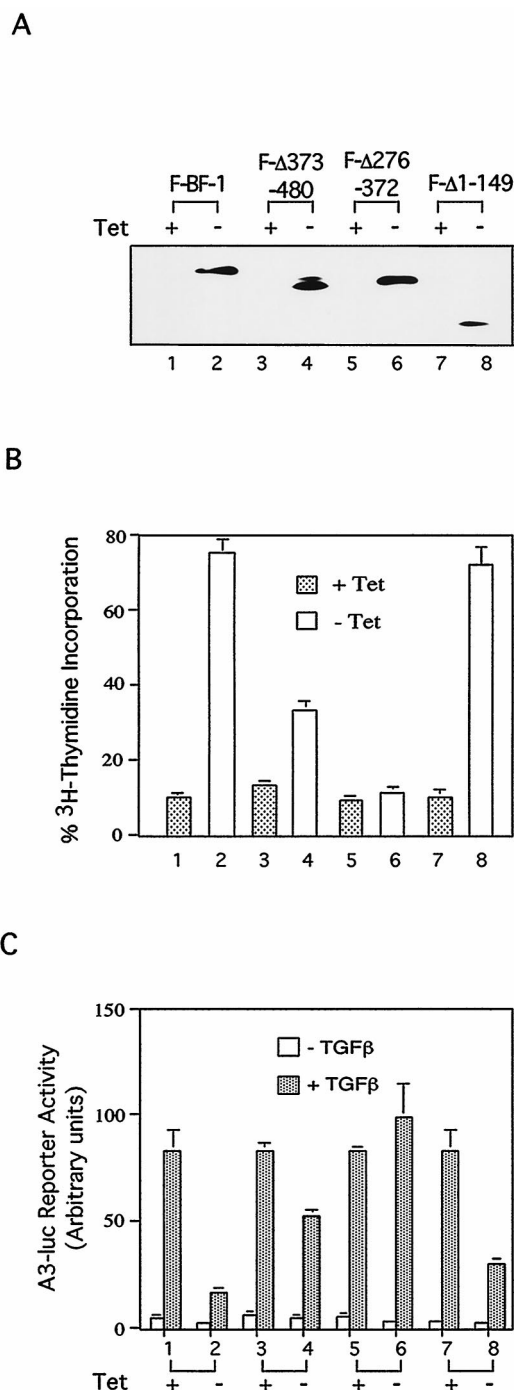 A
F-BF-1 F-Δ373-480 F-Δ276-372 F-Δ1-149
Tet + - + - + - + -
1 2 3 4 5 6 7 8
B
% ³H-Thymidine Incorporation
80
60
40
20
0
+ Tet
- Tet
1 2 3 4 5 6 7 8
C
A3-luc Reporter Activity
(Arbitrary units)
150
100
50
0
- TGFβ
+ TGFβ
1 2 3 4 5 6 7 8
Tet + - + - + - + -